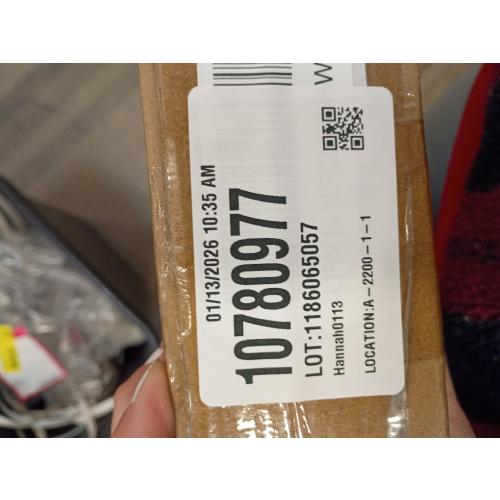 01/13/2026 10:35 AM
10780977
LOT:1186065057
Hannah0113
LOCATION:A-2200-1-1
W